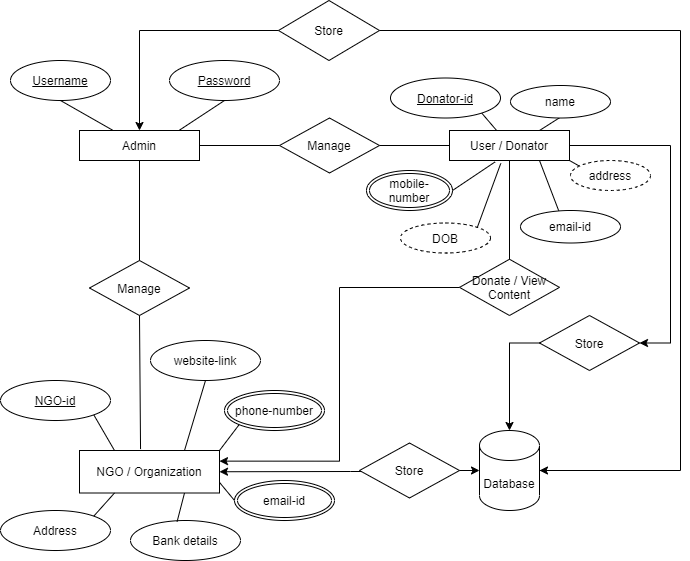 Store
Username
Password
Donator-id
name
Admin
Manage
User / Donator
mobile-
number
address
DOB
email-id
Manage
Donate / View
Content
Store
website-link
NGO-id
phone-number
NGO / Organization
Store
Database
email-id
Address
Bank details